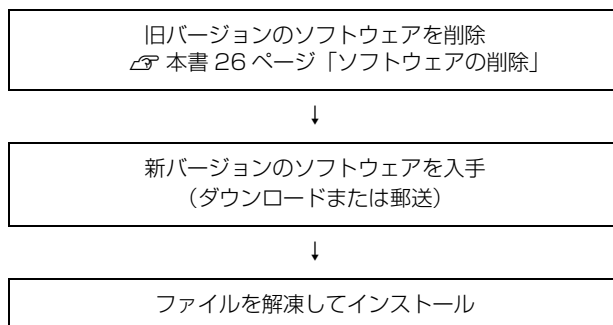 旧バージョンのソフトウェアを削除
☞ 本書 26 ページ「ソフトウェアの削除」
↓
新バージョンのソフトウェアを入手
（ダウンロードまたは郵送）
↓
ファイルを解凍してインストール